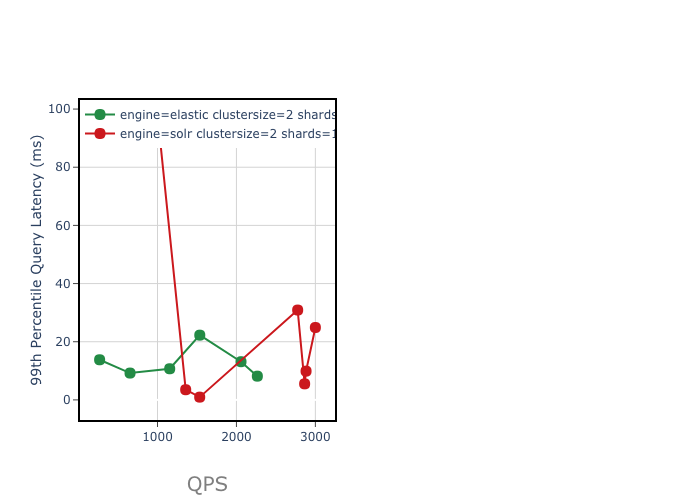 100
80
60
40
20
0
99th Percentile Query Latency (ms)
engine=elastic clustersize=2 shards
engine=solr clustersize=2 shards=1
1000 2000 3000
QPS